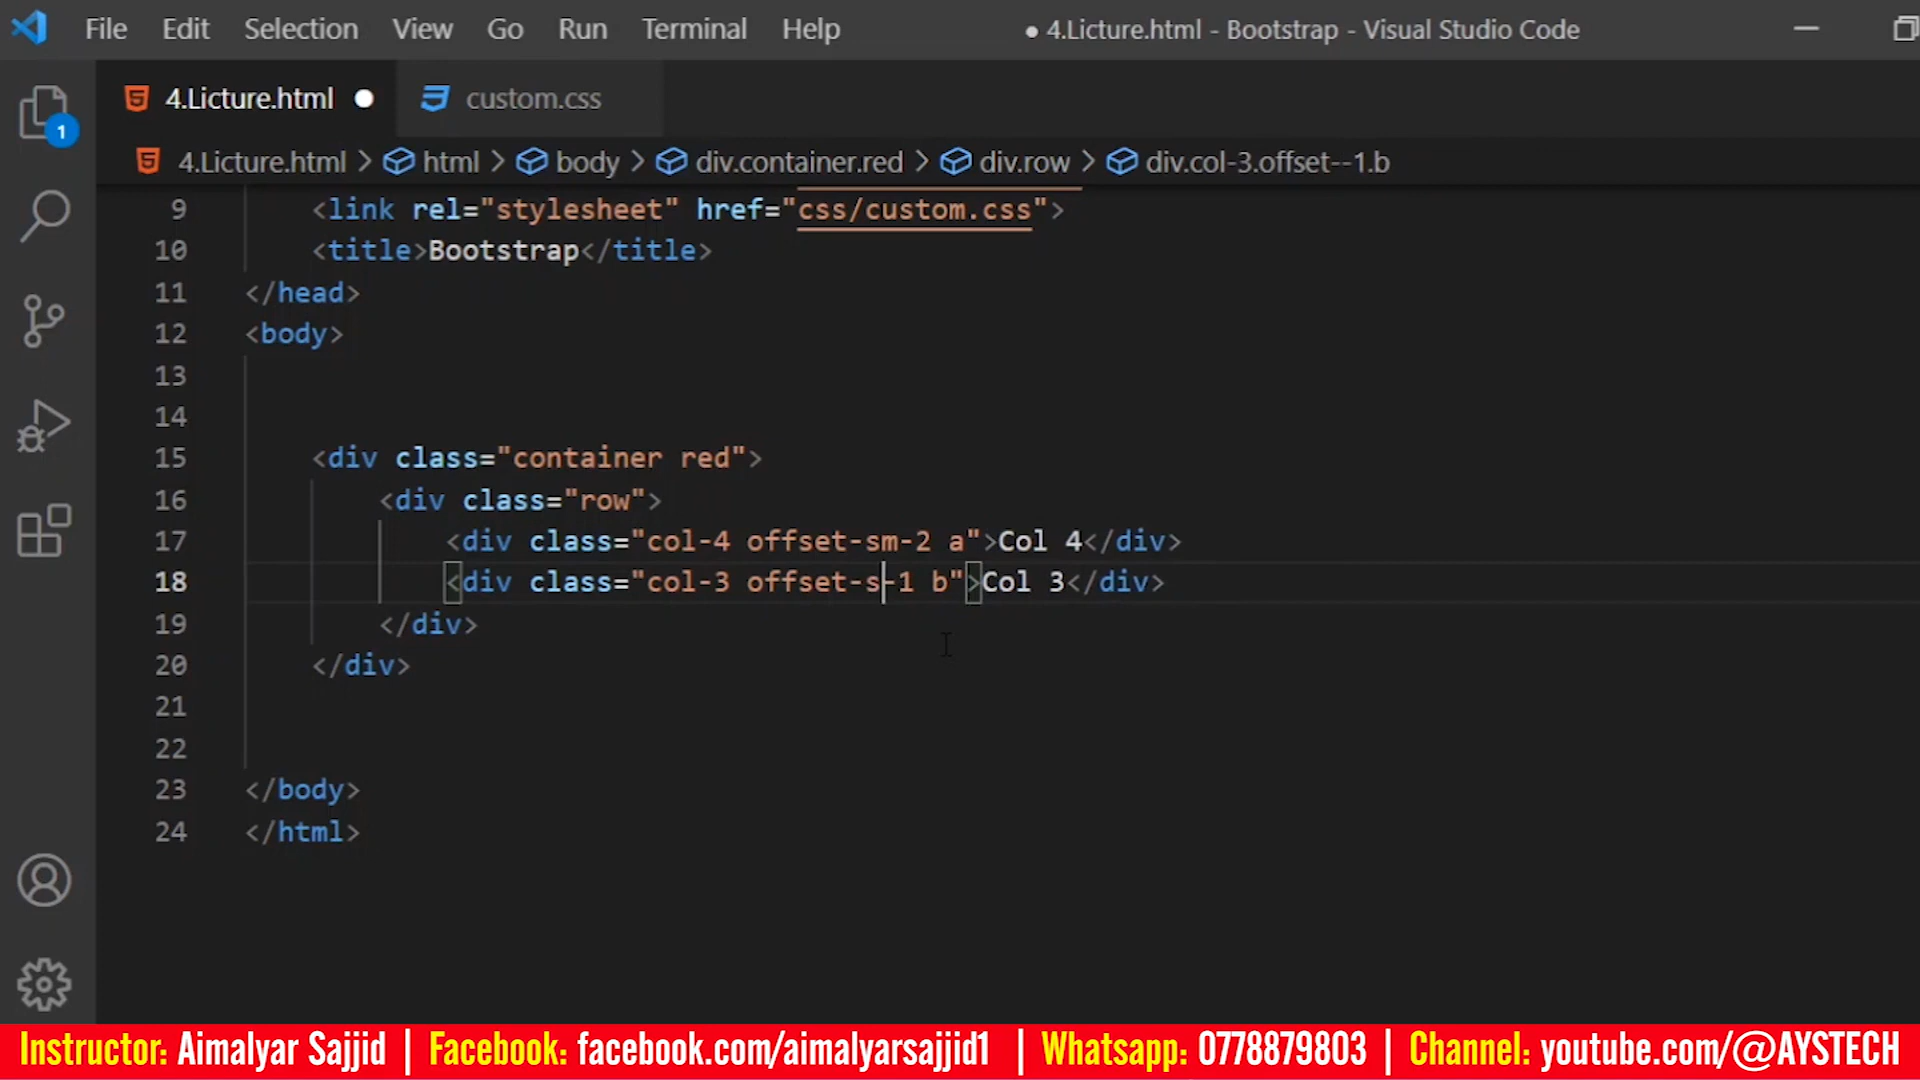 File Edit Selection View Go Run Terminal Help ● 4.Licture.html - Bootstrap - Visual Studio Code
4.Licture.html ● custom.css
1
4.Licture.html > html > body > div.container.red > div.row > div.col-3.offset--1.b
9 <link rel="stylesheet" href="css/custom.css">
10 <title>Bootstrap</title>
11 </head>
12 <body>
13
14
15 <div class="container red">
16 <div class="row">
17 <div class="col-4 offset-sm-2 a">Col 4</div>
18 <div class="col-3 offset-s-1 b">Col 3</div>
19 </div>
20 </div>
21
22
23 </body>
24 </html>
Instructor: Aimalyar Sajjid | Facebook: facebook.com/aimalyarsajjid1 | Whatsapp: 0778879803 | Channel: youtube.com/@AYSTECH